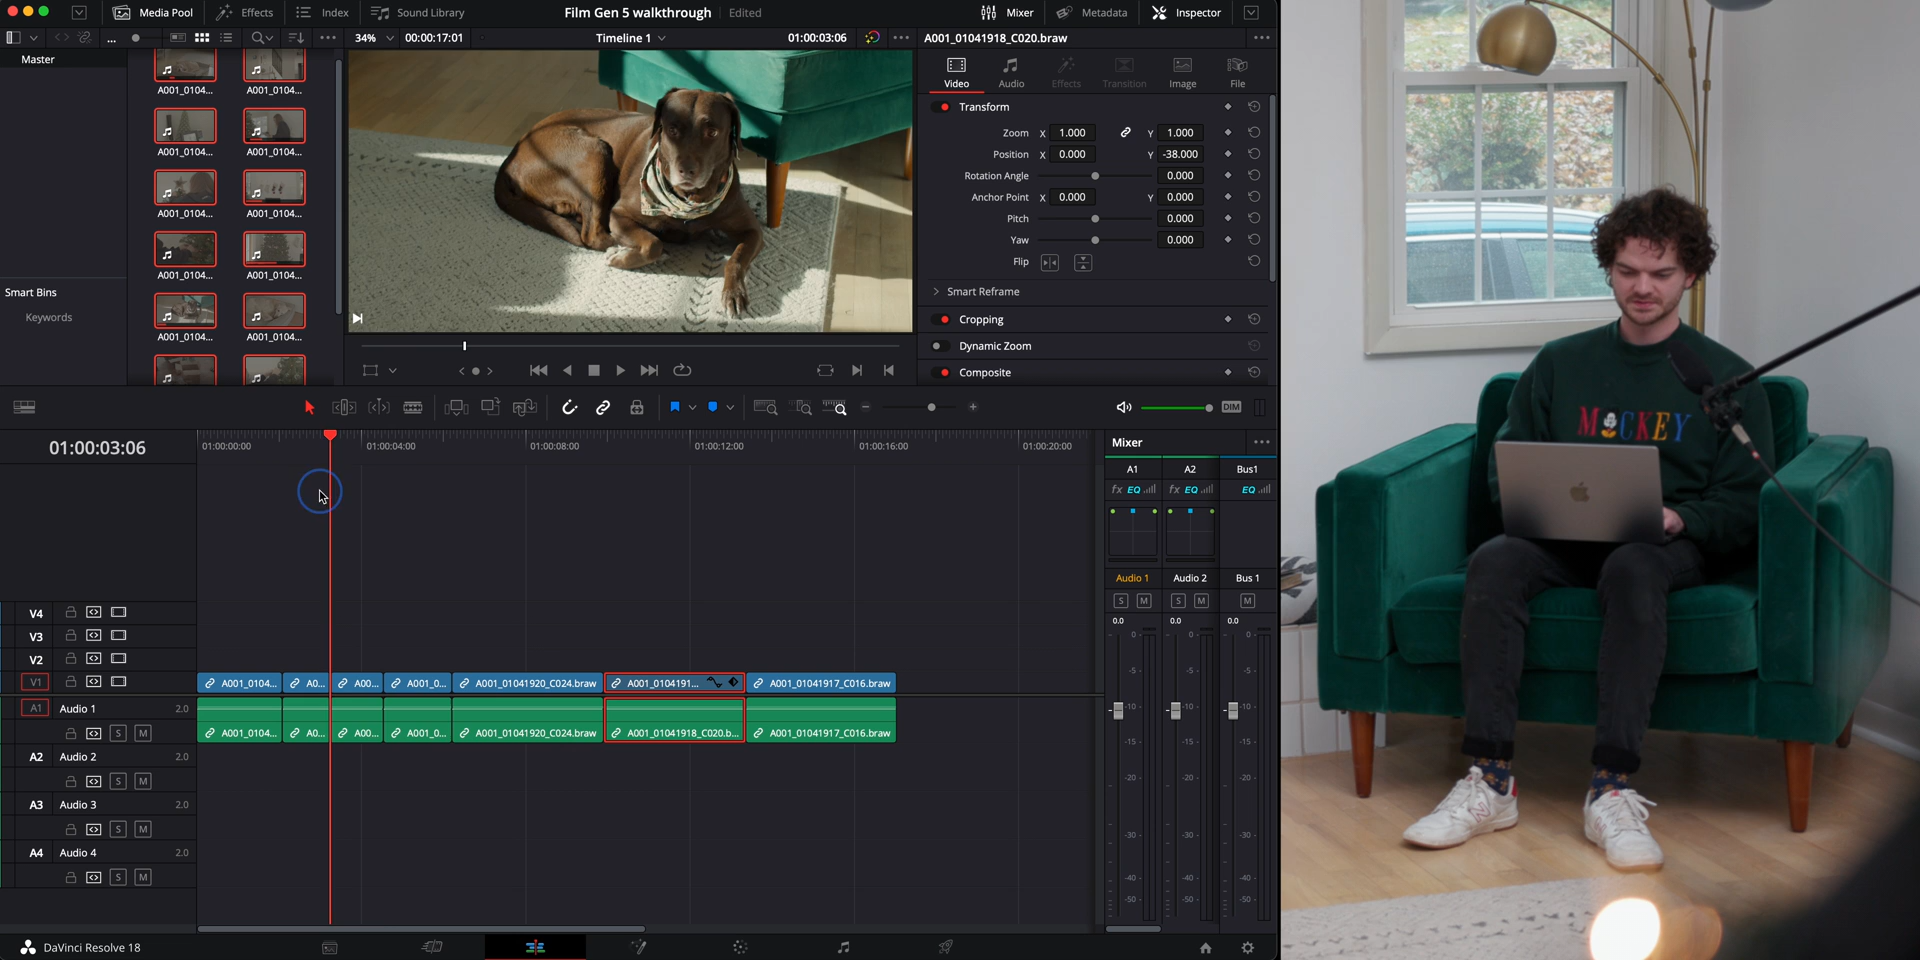 Media Pool Effects Index Sound Library Film Gen 5 walkthrough Edited Mixer Metadata Inspector
34% 00:00:17:01 Timeline 1 01:00:03:06 A001_01041918_C020.braw
Master
A001_0104... A001_0104...
A001_0104... A001_0104...
A001_0104... A001_0104...
A001_0104... A001_0104...
A001_0104... A001_0104...
Smart Bins
Keywords
Video Audio Effects Transition Image File
Transform
Zoom X 1.000 Y 1.000
Position X 0.000 Y -38.000
Rotation Angle 0.000
Anchor Point X 0.000 Y 0.000
Pitch 0.000
Yaw 0.000
Flip
Smart Reframe
Cropping
Dynamic Zoom
Composite
DIM
01:00:03:06
01:00:00:00 01:00:04:00 01:00:08:00 01:00:12:00 01:00:16:00 01:00:20:00
V4
V3
V2
V1 A001_0104... A0... A00... A001_0... A001_01041920_C024.braw A001_0104191... A001_01041917_C016.braw
A1 Audio 1 2.0
S M A001_0104... A0... A00... A001_0... A001_01041920_C024.braw A001_01041918_C020.b... A001_01041917_C016.braw
A2 Audio 2 2.0
S M
A3 Audio 3 2.0
S M
A4 Audio 4 2.0
S M
Mixer
A1 A2 Bus1
fx EQ fx EQ EQ
Audio 1 Audio 2 Bus 1
S M S M M
0.0 0.0 0.0
0- 0- 0-
-5- -5- -5-
-10- -10- -10-
-15- -15- -15-
-20- -20- -20-
-30- -30- -30-
-40- -40- -40-
-50- -50- -50-
DaVinci Resolve 18
MICKEY